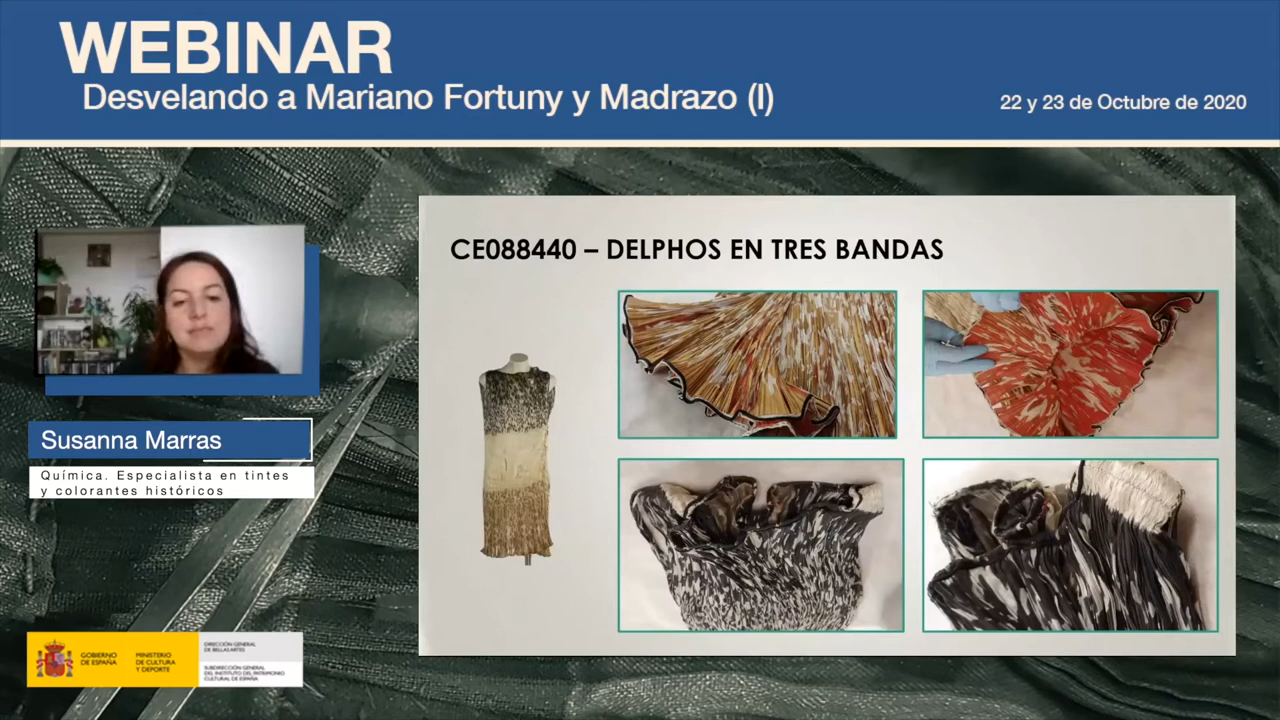 WEBINAR
Desvelando a Mariano Fortuny y Madrazo (I)
22 y 23 de Octubre de 2020
CE088440 – DELPHOS EN TRES BANDAS
Susanna Marras
Química. Especialista en tintes
y colorantes históricos
GOBIERNO
DE ESPAÑA
MINISTERIO
DE CULTURA
Y DEPORTE
DIRECCIÓN GENERAL
DE BELLAS ARTES
SUBDIRECCIÓN GENERAL
DEL INSTITUTO DEL PATRIMONIO
CULTURAL DE ESPAÑA